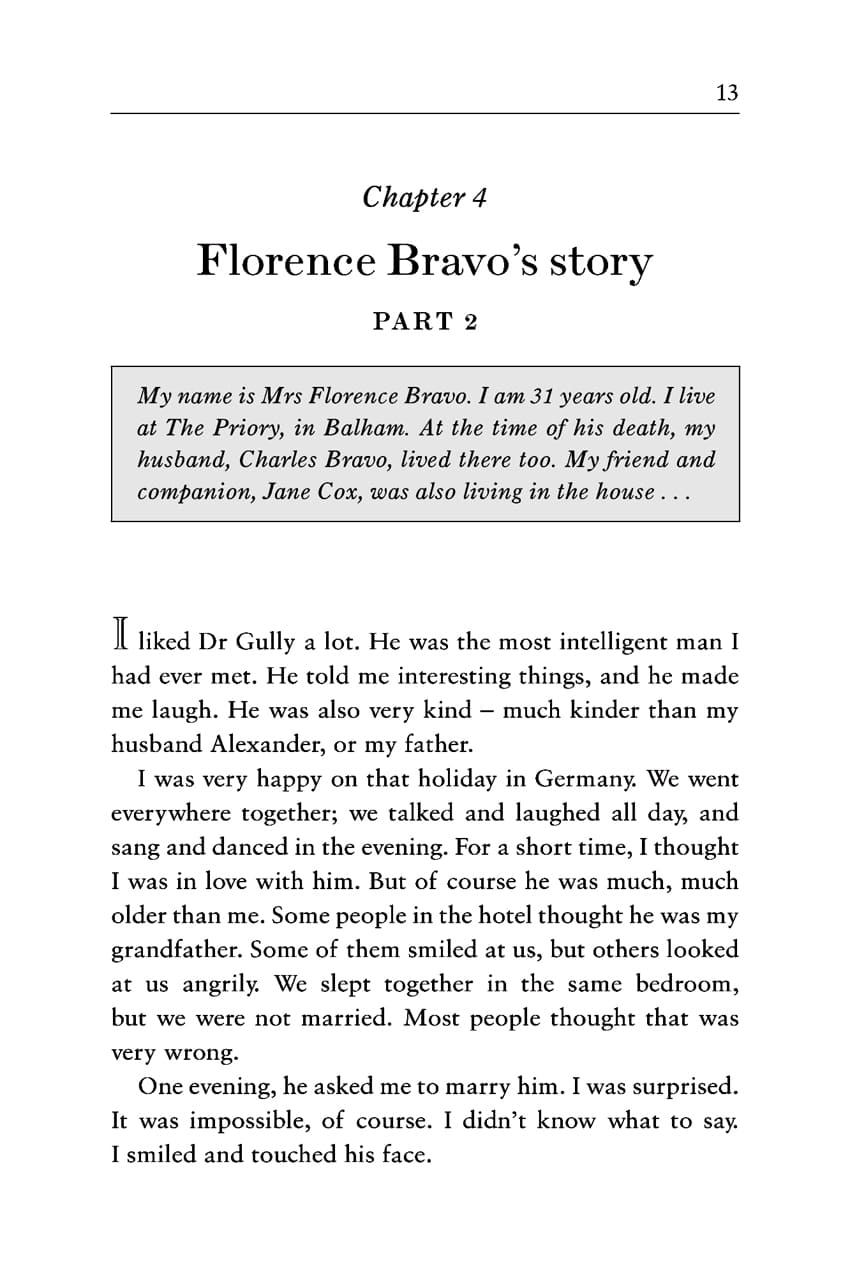 13
Chapter 4
Florence Bravo’s story
PART 2
My name is Mrs Florence Bravo. I am 31 years old. I live
at The Priory, in Balham. At the time of his death, my
husband, Charles Bravo, lived there too. My friend and
companion, Jane Cox, was also living in the house . . .
I liked Dr Gully a lot. He was the most intelligent man I
had ever met. He told me interesting things, and he made
me laugh. He was also very kind – much kinder than my
husband Alexander, or my father.
I was very happy on that holiday in Germany. We went
everywhere together; we talked and laughed all day, and
sang and danced in the evening. For a short time, I thought
I was in love with him. But of course he was much, much
older than me. Some people in the hotel thought he was my
grandfather. Some of them smiled at us, but others looked
at us angrily. We slept together in the same bedroom,
but we were not married. Most people thought that was
very wrong.
One evening, he asked me to marry him. I was surprised.
It was impossible, of course. I didn’t know what to say.
I smiled and touched his face.